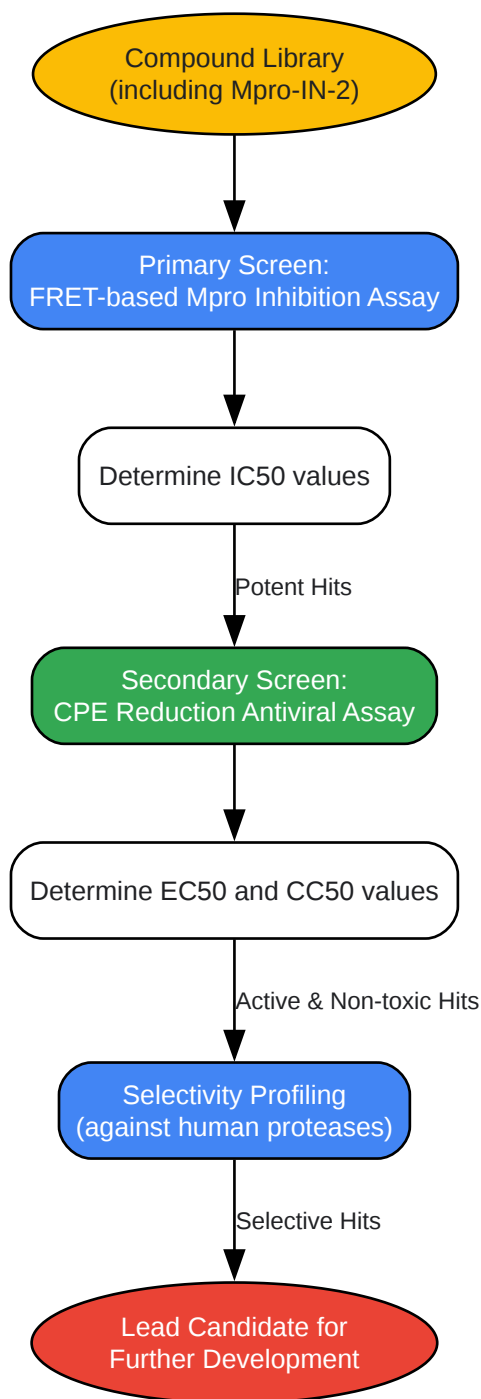 Compound Library
(including Mpro-IN-2)
Primary Screen:
FRET-based Mpro Inhibition Assay
Determine IC50 values
Potent Hits
Secondary Screen:
CPE Reduction Antiviral Assay
Determine EC50 and CC50 values
Active & Non-toxic Hits
Selectivity Profiling
(against human proteases)
Selective Hits
Lead Candidate for
Further Development